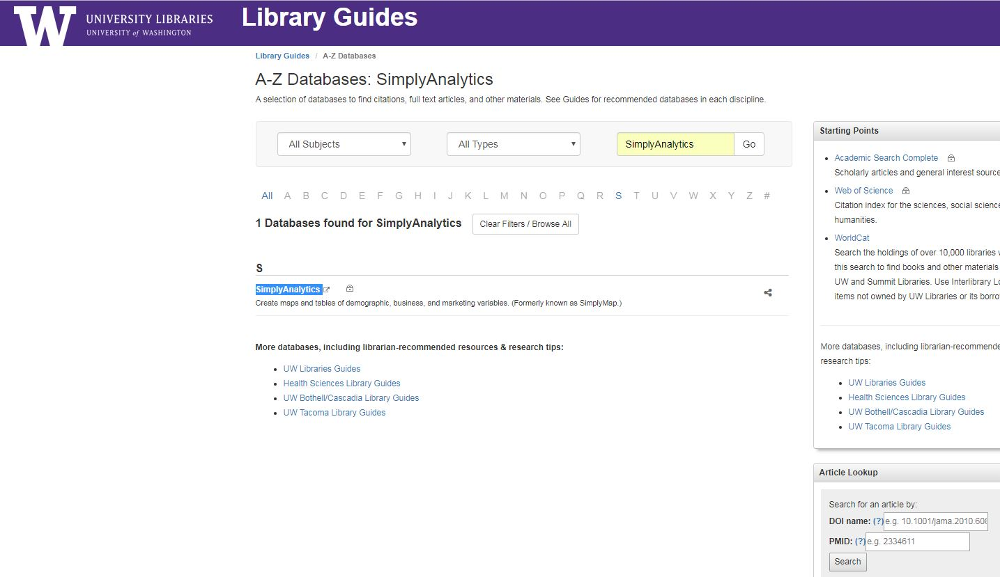 UNIVERSITY LIBRARIES
UNIVERSITY of WASHINGTON
Library Guides
Library Guides / A-Z Databases
A-Z Databases: SimplyAnalytics
A selection of databases to find citations, full text articles, and other materials. See Guides for recommended databases in each discipline.
All Subjects
All Types
SimplyAnalytics
Go
All A B C D E F G H I J K L M N O P Q R S T U V W X Y Z #
1 Databases found for SimplyAnalytics
Clear Filters / Browse All
S
SimplyAnalytics
Create maps and tables of demographic, business, and marketing variables. (Formerly known as SimplyMap.)
More databases, including librarian-recommended resources & research tips:
UW Libraries Guides
Health Sciences Library Guides
UW Bothell/Cascadia Library Guides
UW Tacoma Library Guides
Starting Points
Academic Search Complete
Scholarly articles and general interest source
Web of Science
Citation index for the sciences, social science
humanities.
WorldCat
Search the holdings of over 10,000 libraries
this search to find books and other materials
UW and Summit Libraries. Use Interlibrary Lo
items not owned by UW Libraries or its borro
More databases, including librarian-recommende
research tips:
UW Libraries Guides
Health Sciences Library Guides
UW Bothell/Cascadia Library Guides
UW Tacoma Library Guides
Article Lookup
Search for an article by:
DOI name: (?) e.g. 10.1001/jama.2010.608
PMID: (?) e.g. 2334611
Search